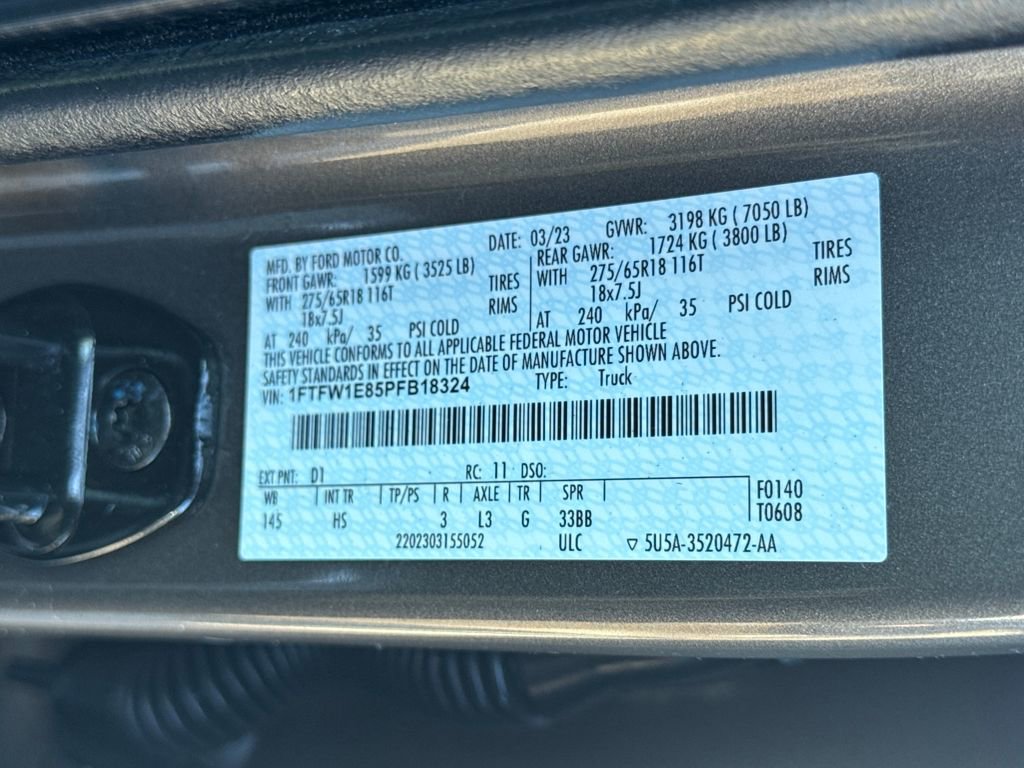 MFD. BY FORD MOTOR CO. DATE: 03/23 GVWR: 3198 KG ( 7050 LB)
FRONT GAWR: 1599 KG ( 3525 LB) REAR GAWR: 1724 KG ( 3800 LB)
WITH 275/65R18 116T TIRES WITH 275/65R18 116T TIRES
18x7.5J RIMS 18x7.5J RIMS
AT 240 kPa/ 35 PSI COLD AT 240 kPa/ 35 PSI COLD
THIS VEHICLE CONFORMS TO ALL APPLICABLE FEDERAL MOTOR VEHICLE
SAFETY STANDARDS IN EFFECT ON THE DATE OF MANUFACTURE SHOWN ABOVE.
VIN: 1FTFW1E85PFB18324 TYPE: Truck
EXT PNT: D1 RC: 11 DSO:
WB INT TR TP/PS R AXLE TR SPR F0140
145 HS 3 L3 G 33BB T0608
2202303155052 ULC ▽ 5U5A-3520472-AA